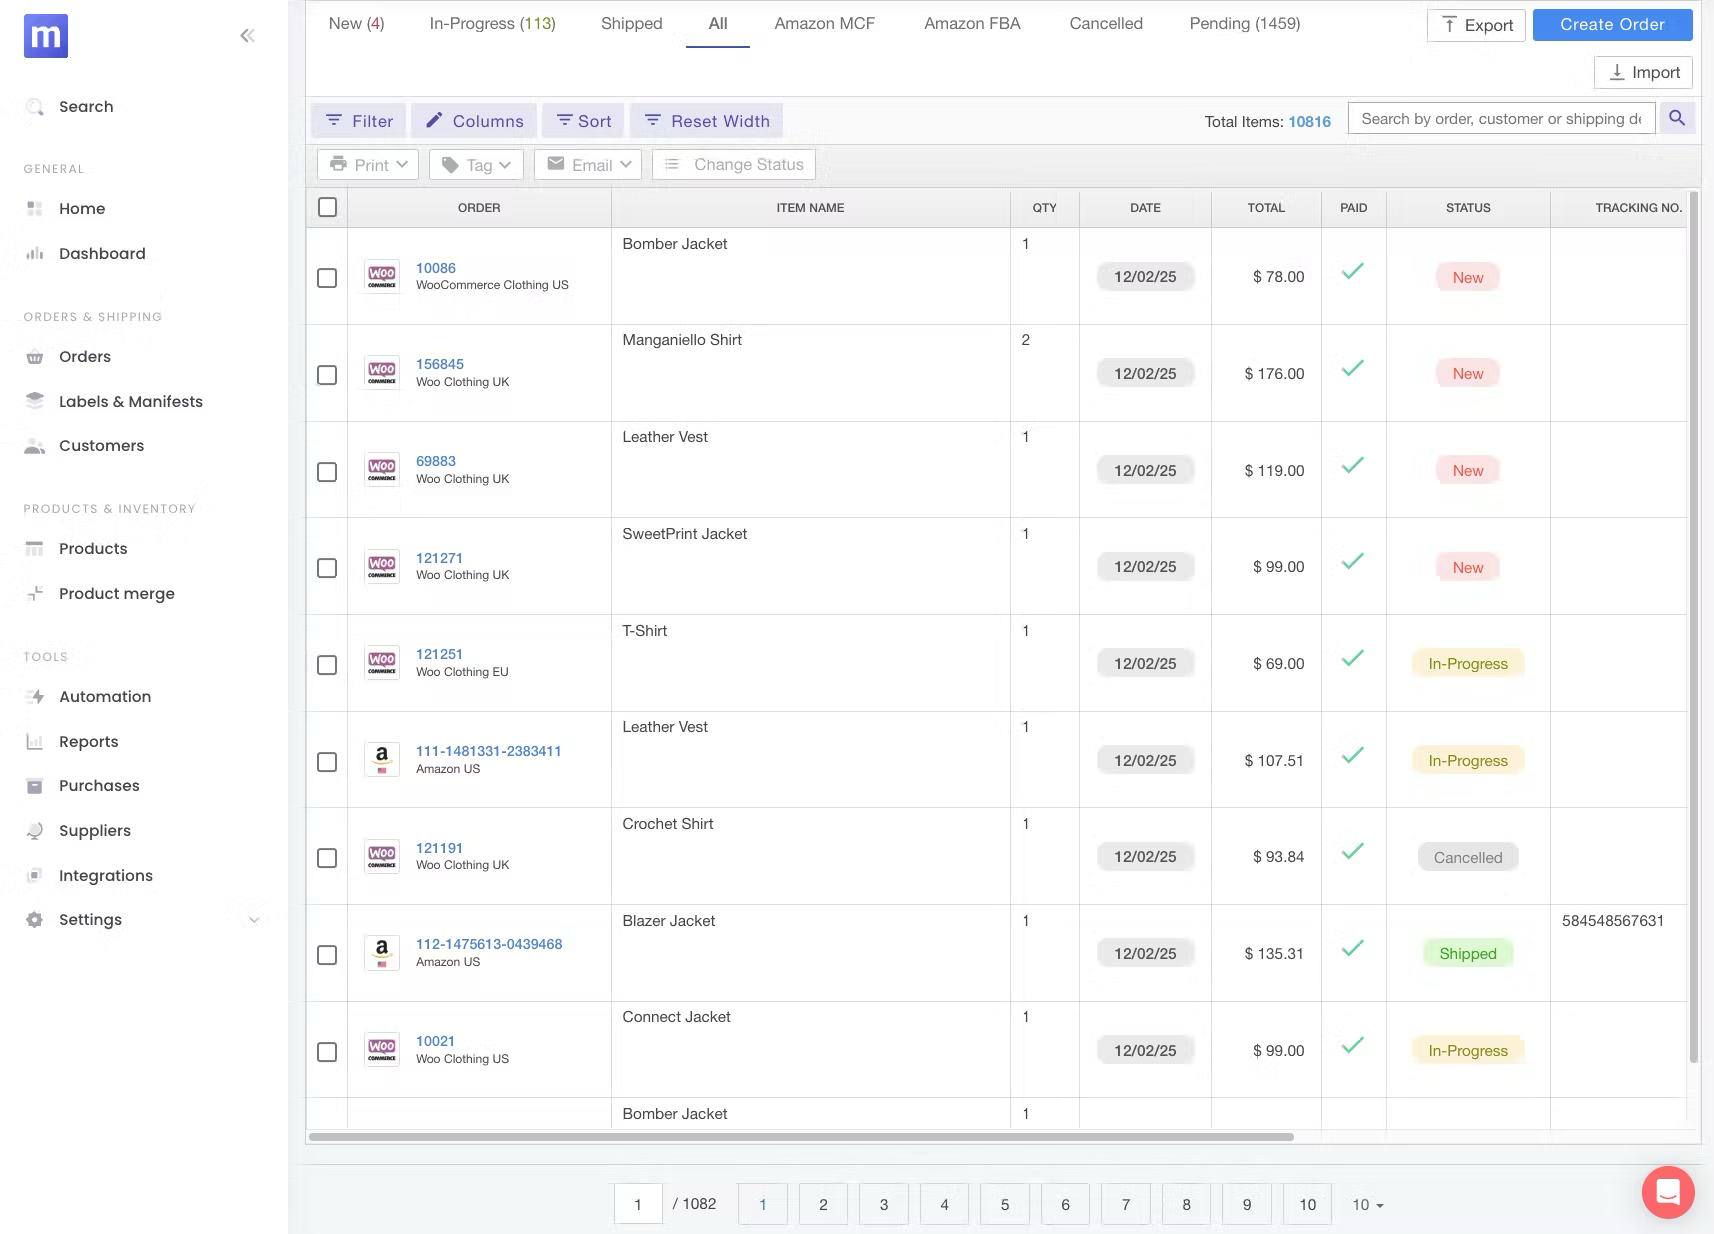 m
Search
GENERAL
Home
Dashboard
ORDERS & SHIPPING
Orders
Labels & Manifests
Customers
PRODUCTS & INVENTORY
Products
Product merge
TOOLS
Automation
Reports
Purchases
Suppliers
Integrations
Settings
New (4) In-Progress (113) Shipped All Amazon MCF Amazon FBA Cancelled Pending (1459) Export Create Order
Import
Filter Columns Sort Reset Width Total Items: 10816 Search by order, customer or shipping de
Print Tag Email Change Status
ORDER ITEM NAME QTY DATE TOTAL PAID STATUS TRACKING NO.
Bomber Jacket 1
WOO COMMERCE 10086 12/02/25 $ 78.00 New
WooCommerce Clothing US
Manganiello Shirt 2
WOO COMMERCE 156845 12/02/25 $ 176.00 New
Woo Clothing UK
Leather Vest 1
WOO COMMERCE 69883 12/02/25 $ 119.00 New
Woo Clothing UK
SweetPrint Jacket 1
WOO COMMERCE 121271 12/02/25 $ 99.00 New
Woo Clothing UK
T-Shirt 1
WOO COMMERCE 121251 12/02/25 $ 69.00 In-Progress
Woo Clothing EU
Leather Vest 1
a 111-1481331-2383411 12/02/25 $ 107.51 In-Progress
Amazon US
Crochet Shirt 1
WOO COMMERCE 121191 12/02/25 $ 93.84 Cancelled
Woo Clothing UK
Blazer Jacket 1 584548567631
a 112-1475613-0439468 12/02/25 $ 135.31 Shipped
Amazon US
Connect Jacket 1
WOO COMMERCE 10021 12/02/25 $ 99.00 In-Progress
Woo Clothing US
Bomber Jacket 1
1 / 1082 1 2 3 4 5 6 7 8 9 10 10